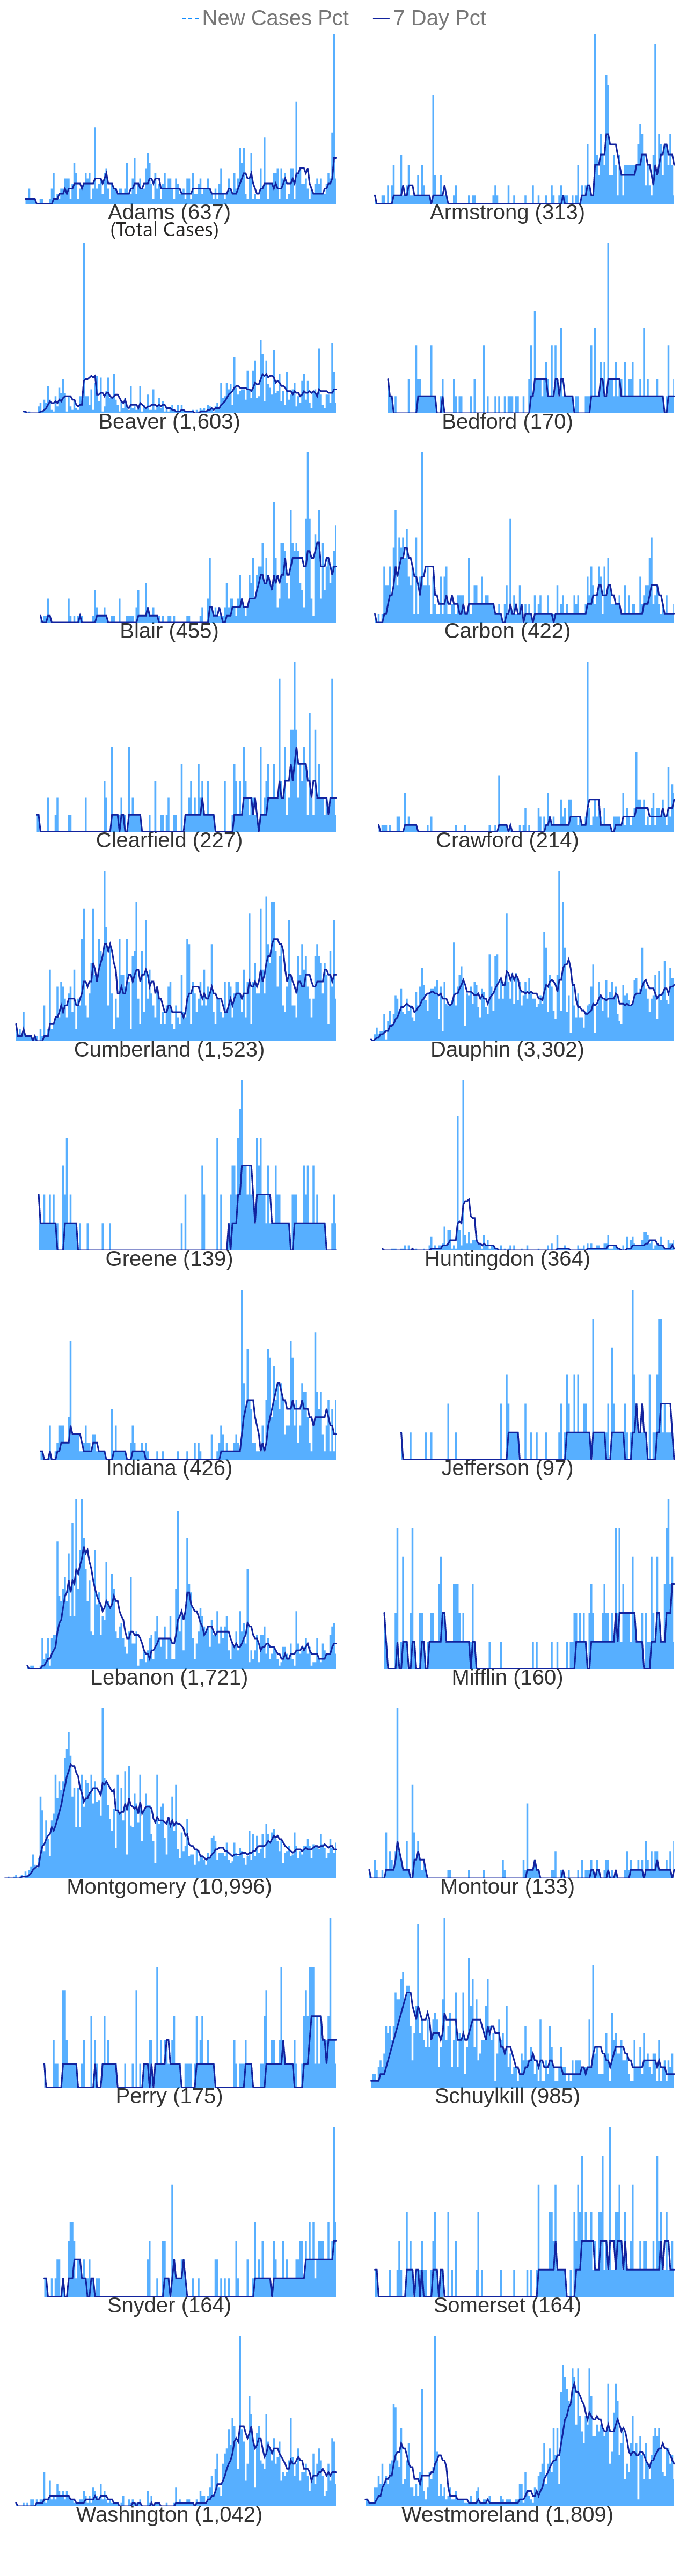 New Cases Pct 7 Day Pct
Adams (637) Armstrong (313)
(Total Cases)
Beaver (1,603) Bedford (170)
Blair (455) Carbon (422)
Clearfield (227) Crawford (214)
Cumberland (1,523) Dauphin (3,302)
Greene (139) Huntingdon (364)
Indiana (426) Jefferson (97)
Lebanon (1,721) Mifflin (160)
Montgomery (10,996) Montour (133)
Perry (175) Schuylkill (985)
Snyder (164) Somerset (164)
Washington (1,042) Westmoreland (1,809)